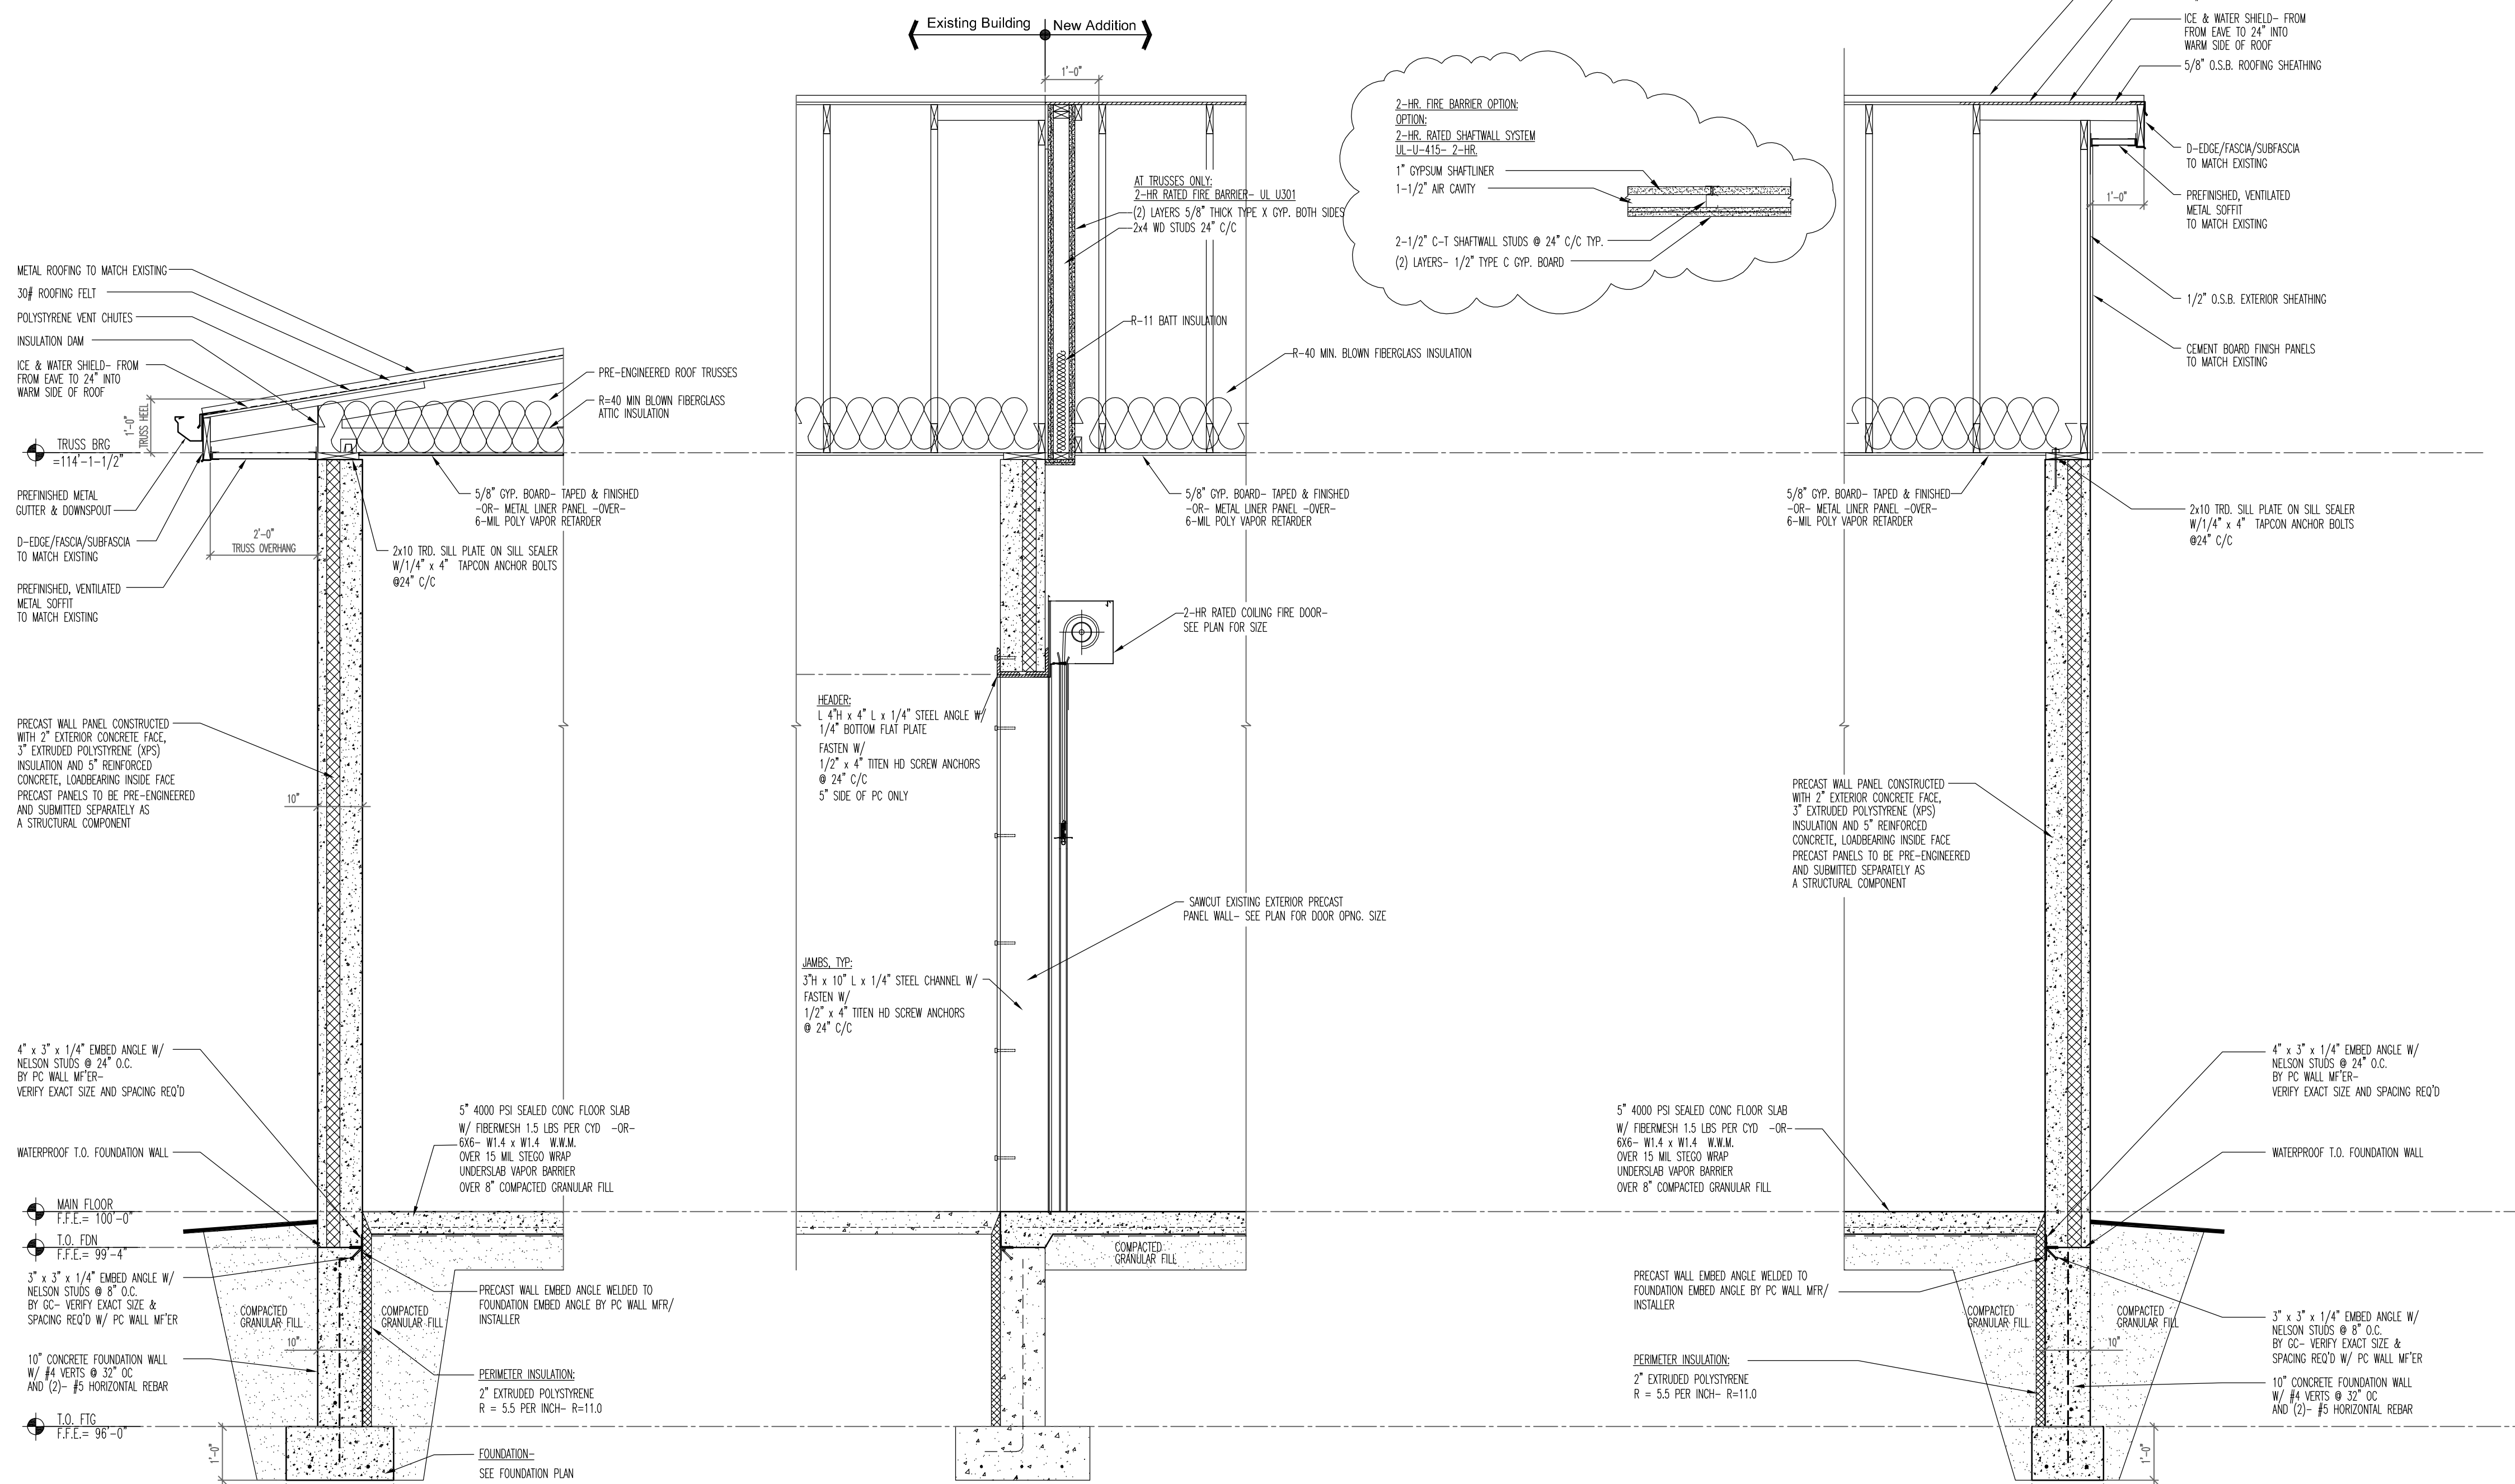 Existing Building
New Addition
1'-0"
METAL ROOFING TO MATCH EXISTING
30# ROOFING FELT
POLYSTYRENE VENT CHUTES
INSULATION DAM
ICE & WATER SHIELD- FROM
FROM EAVE TO 24" INTO
WARM SIDE OF ROOF
1'-0"
TRUSS HEEL
TRUSS BRG
=114'-1-1/2"
PREFINISHED METAL
GUTTER & DOWNSPOUT
D-EDGE/FASCIA/SUBFASCIA
TO MATCH EXISTING
2'-0"
TRUSS OVERHANG
PREFINISHED, VENTILATED
METAL SOFFIT
TO MATCH EXISTING
PRE-ENGINEERED ROOF TRUSSES
R=40 MIN BLOWN FIBERGLASS
ATTIC INSULATION
5/8" GYP. BOARD- TAPED & FINISHED
-OR- METAL LINER PANEL -OVER-
6-MIL POLY VAPOR RETARDER
2x10 TRD. SILL PLATE ON SILL SEALER
W/1/4" x 4" TAPCON ANCHOR BOLTS
@24" C/C
PRECAST WALL PANEL CONSTRUCTED
WITH 2" EXTERIOR CONCRETE FACE,
3" EXTRUDED POLYSTYRENE (XPS)
INSULATION AND 5" REINFORCED
CONCRETE, LOADBEARING INSIDE FACE
PRECAST PANELS TO BE PRE-ENGINEERED
AND SUBMITTED SEPARATELY AS
A STRUCTURAL COMPONENT
10"
4" x 3" x 1/4" EMBED ANGLE W/
NELSON STUDS @ 24" O.C.
BY PC WALL MF'ER-
VERIFY EXACT SIZE AND SPACING REQ'D
WATERPROOF T.O. FOUNDATION WALL
5" 4000 PSI SEALED CONC FLOOR SLAB
W/ FIBERMESH 1.5 LBS PER CYD -OR-
6X6- W1.4 x W1.4 W.W.M.
OVER 15 MIL STEGO WRAP
UNDERSLAB VAPOR BARRIER
OVER 8" COMPACTED GRANULAR FILL
MAIN FLOOR
F.F.E.= 100'-0"
T.O. FDN
F.F.E.= 99'-4"
3" x 3" x 1/4" EMBED ANGLE W/
NELSON STUDS @ 8" O.C.
BY GC- VERIFY EXACT SIZE &
SPACING REQ'D W/ PC WALL MF'ER
COMPACTED
GRANULAR FILL
COMPACTED
GRANULAR FILL
10"
PRECAST WALL EMBED ANGLE WELDED TO
FOUNDATION EMBED ANGLE BY PC WALL MFR/
INSTALLER
10" CONCRETE FOUNDATION WALL
W/ #4 VERTS @ 32" OC
AND (2)- #5 HORIZONTAL REBAR
PERIMETER INSULATION:
2" EXTRUDED POLYSTYRENE
R = 5.5 PER INCH- R=11.0
T.O. FTG
F.F.E.= 96'-0"
1'-0"
FOUNDATION-
SEE FOUNDATION PLAN
AT TRUSSES ONLY:
2-HR RATED FIRE BARRIER- UL U301
(2) LAYERS 5/8" THICK TYPE X GYP. BOTH SIDES
2x4 WD STUDS 24" C/C
R-11 BATT INSULATION
R-40 MIN. BLOWN FIBERGLASS INSULATION
5/8" GYP. BOARD- TAPED & FINISHED
-OR- METAL LINER PANEL -OVER-
6-MIL POLY VAPOR RETARDER
2-HR RATED COILING FIRE DOOR-
SEE PLAN FOR SIZE
HEADER:
L 4"H x 4" L x 1/4" STEEL ANGLE W/
1/4" BOTTOM FLAT PLATE
FASTEN W/
1/2" x 4" TITEN HD SCREW ANCHORS
@ 24" C/C
5" SIDE OF PC ONLY
SAWCUT EXISTING EXTERIOR PRECAST
PANEL WALL- SEE PLAN FOR DOOR OPNG. SIZE
JAMBS, TYP:
3"H x 10" L x 1/4" STEEL CHANNEL W/
FASTEN W/
1/2" x 4" TITEN HD SCREW ANCHORS
@ 24" C/C
COMPACTED
GRANULAR FILL
2-HR. FIRE BARRIER OPTION:
OPTION:
2-HR. RATED SHAFTWALL SYSTEM
UL-U-415- 2-HR.
1" GYPSUM SHAFTLINER
1-1/2" AIR CAVITY
2-1/2" C-T SHAFTWALL STUDS @ 24" C/C TYP.
(2) LAYERS- 1/2" TYPE C GYP. BOARD
ICE & WATER SHIELD- FROM
FROM EAVE TO 24" INTO
WARM SIDE OF ROOF
5/8" O.S.B. ROOFING SHEATHING
D-EDGE/FASCIA/SUBFASCIA
TO MATCH EXISTING
PREFINISHED, VENTILATED
METAL SOFFIT
TO MATCH EXISTING
1'-0"
1/2" O.S.B. EXTERIOR SHEATHING
CEMENT BOARD FINISH PANELS
TO MATCH EXISTING
5/8" GYP. BOARD- TAPED & FINISHED
-OR- METAL LINER PANEL -OVER-
6-MIL POLY VAPOR RETARDER
2x10 TRD. SILL PLATE ON SILL SEALER
W/1/4" x 4" TAPCON ANCHOR BOLTS
@24" C/C
PRECAST WALL PANEL CONSTRUCTED
WITH 2" EXTERIOR CONCRETE FACE,
3" EXTRUDED POLYSTYRENE (XPS)
INSULATION AND 5" REINFORCED
CONCRETE, LOADBEARING INSIDE FACE
PRECAST PANELS TO BE PRE-ENGINEERED
AND SUBMITTED SEPARATELY AS
A STRUCTURAL COMPONENT
4" x 3" x 1/4" EMBED ANGLE W/
NELSON STUDS @ 24" O.C.
BY PC WALL MF'ER-
VERIFY EXACT SIZE AND SPACING REQ'D
5" 4000 PSI SEALED CONC FLOOR SLAB
W/ FIBERMESH 1.5 LBS PER CYD -OR-
6X6- W1.4 x W1.4 W.W.M.
OVER 15 MIL STEGO WRAP
UNDERSLAB VAPOR BARRIER
OVER 8" COMPACTED GRANULAR FILL
WATERPROOF T.O. FOUNDATION WALL
PRECAST WALL EMBED ANGLE WELDED TO
FOUNDATION EMBED ANGLE BY PC WALL MFR/
INSTALLER
COMPACTED
GRANULAR FILL
COMPACTED
GRANULAR FILL
10"
3" x 3" x 1/4" EMBED ANGLE W/
NELSON STUDS @ 8" O.C.
BY GC- VERIFY EXACT SIZE &
SPACING REQ'D W/ PC WALL MF'ER
PERIMETER INSULATION:
2" EXTRUDED POLYSTYRENE
R = 5.5 PER INCH- R=11.0
10" CONCRETE FOUNDATION WALL
W/ #4 VERTS @ 32" OC
AND (2)- #5 HORIZONTAL REBAR
1'-0"